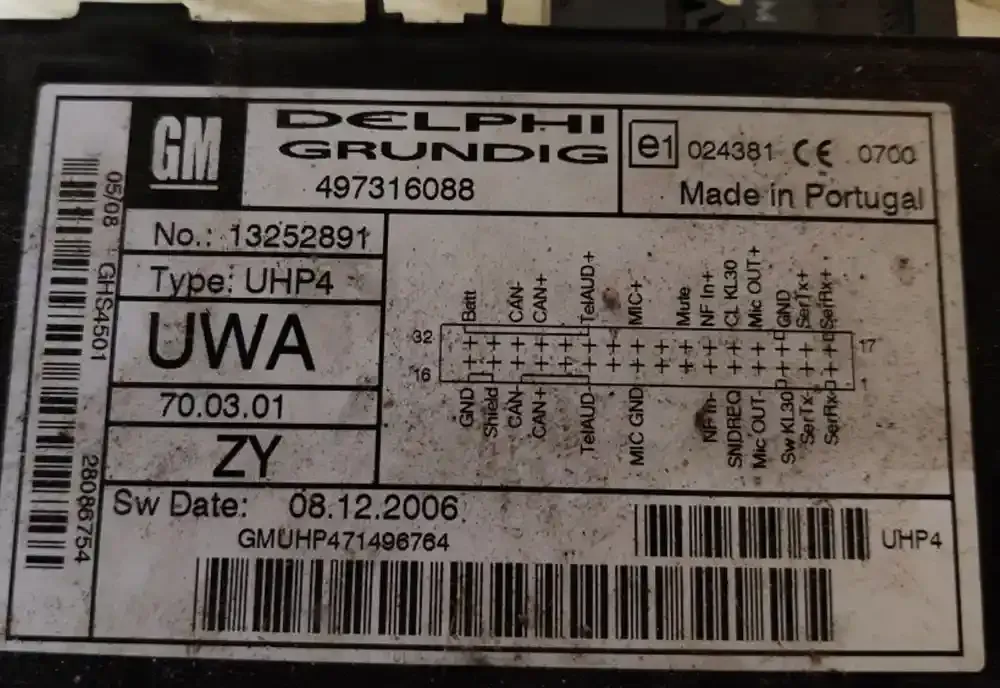 GM
DELPHI
GRUNDIG
497316088
e1 024381 CE 0700
Made in Portugal
No.: 13252891
Type: UHP4
UWA
70.03.01
ZY
Batt CAN- CAN+ TelAUD+ MIC+ Mute NF In+ CL KL30 Mic OUT+ GND SerTx+ SerRx+
32 17
16 1
GND Shield CAN- CAN+ TelAUD- MIC GND NF In- SNDREQ Mic OUT- Sw KL30 SerTx- SerRx-
Sw Date: 08.12.2006
GMUHP471496764
UHP4
05/08 GHS4501 28086754